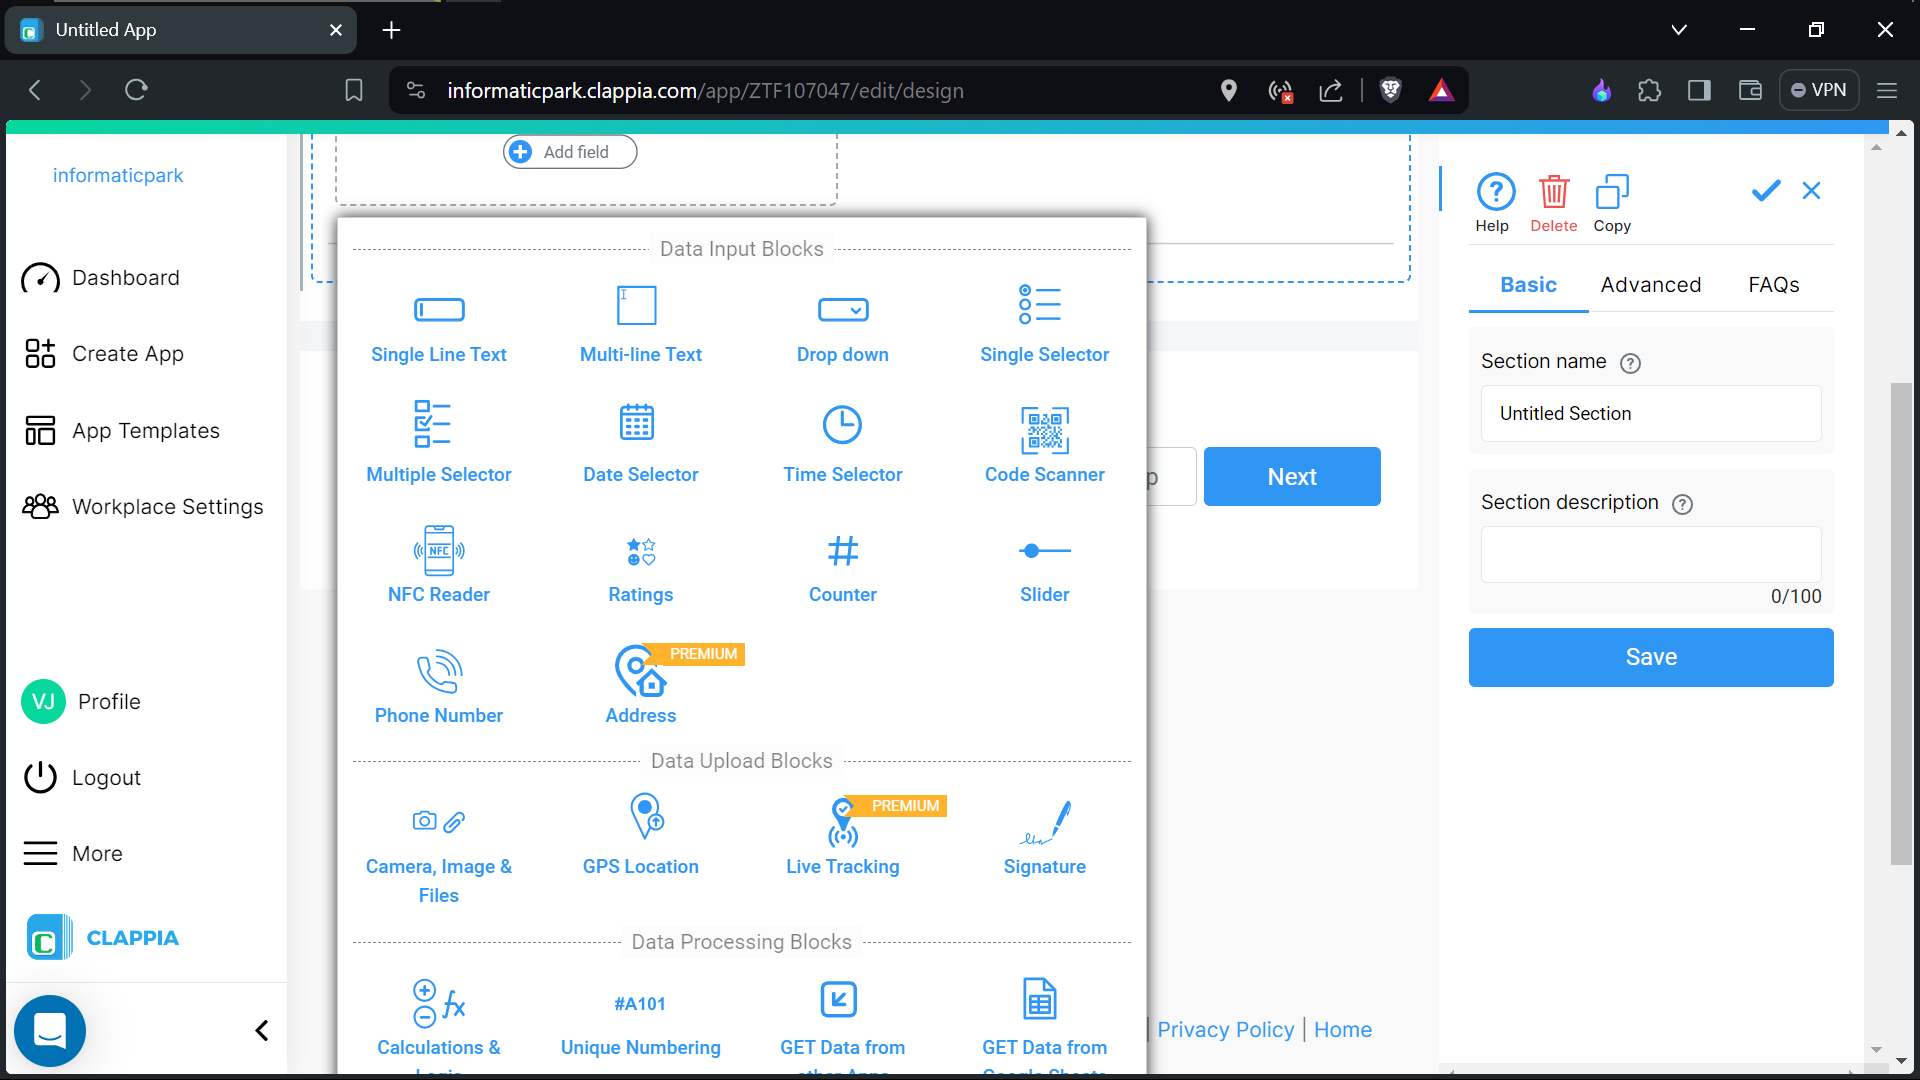 Untitled App
informaticpark.clappia.com/app/ZTF107047/edit/design
VPN
informaticpark
Dashboard
Create App
App Templates
Workplace Settings
VJ Profile
Logout
More
C CLAPPIA
Add field
Data Input Blocks
Single Line Text
Multi-line Text
Drop down
Single Selector
Multiple Selector
Date Selector
Time Selector
Code Scanner
NFC
NFC Reader
Ratings
#
Counter
Slider
Phone Number
PREMIUM
Address
Data Upload Blocks
Camera, Image &
Files
GPS Location
PREMIUM
Live Tracking
Signature
Data Processing Blocks
fx
Calculations &
#A101
Unique Numbering
GET Data from
GET Data from
p
Next
Privacy Policy | Home
Help
Delete
Copy
Basic
Advanced
FAQs
Section name ?
Untitled Section
Section description ?
0/100
Save